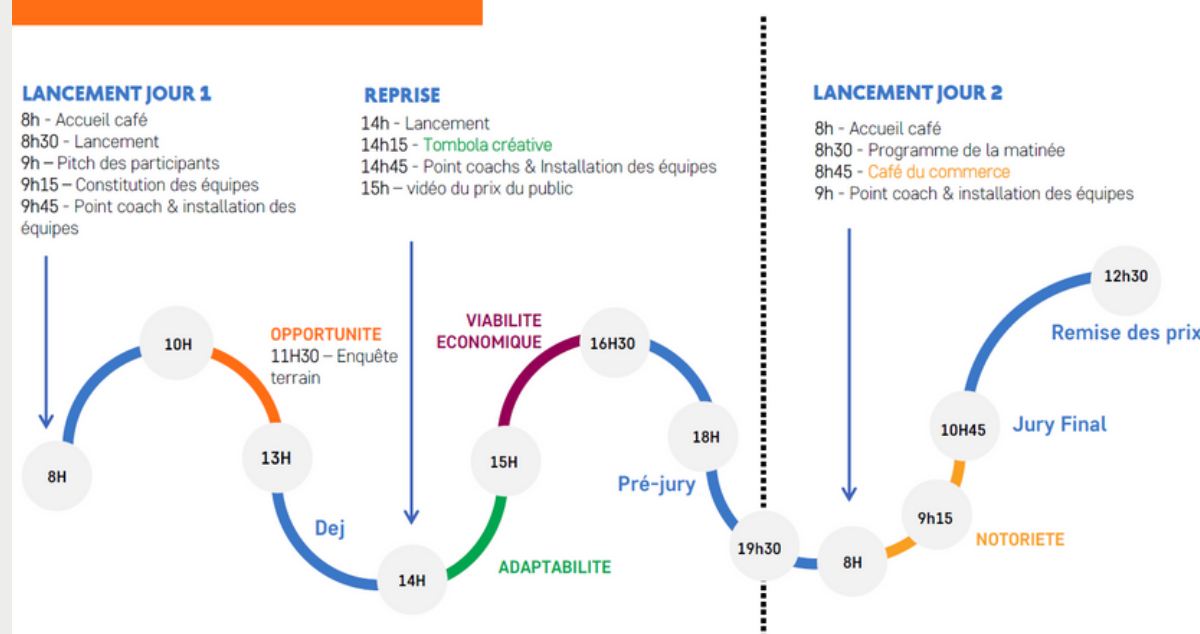 LANCEMENT JOUR 1
8h - Accueil café
8h30 - Lancement
9h – Pitch des participants
9h15 – Constitution des équipes
9h45 - Point coach & installation des
équipes
REPRISE
14h - Lancement
14h15 - Tombola créative
14h45 - Point coachs & Installation des équipes
15h – vidéo du prix du public
LANCEMENT JOUR 2
8h - Accueil café
8h30 - Programme de la matinée
8h45 - Café du commerce
9h - Point coach & installation des équipes
8H
10H
OPPORTUNITE
11H30 – Enquête
terrain
13H
Dej
14H
ADAPTABILITE
15H
VIABILITE
ECONOMIQUE
16H30
18H
Pré-jury
19h30
8H
9h15
NOTORIETE
10H45
Jury Final
12h30
Remise des prix